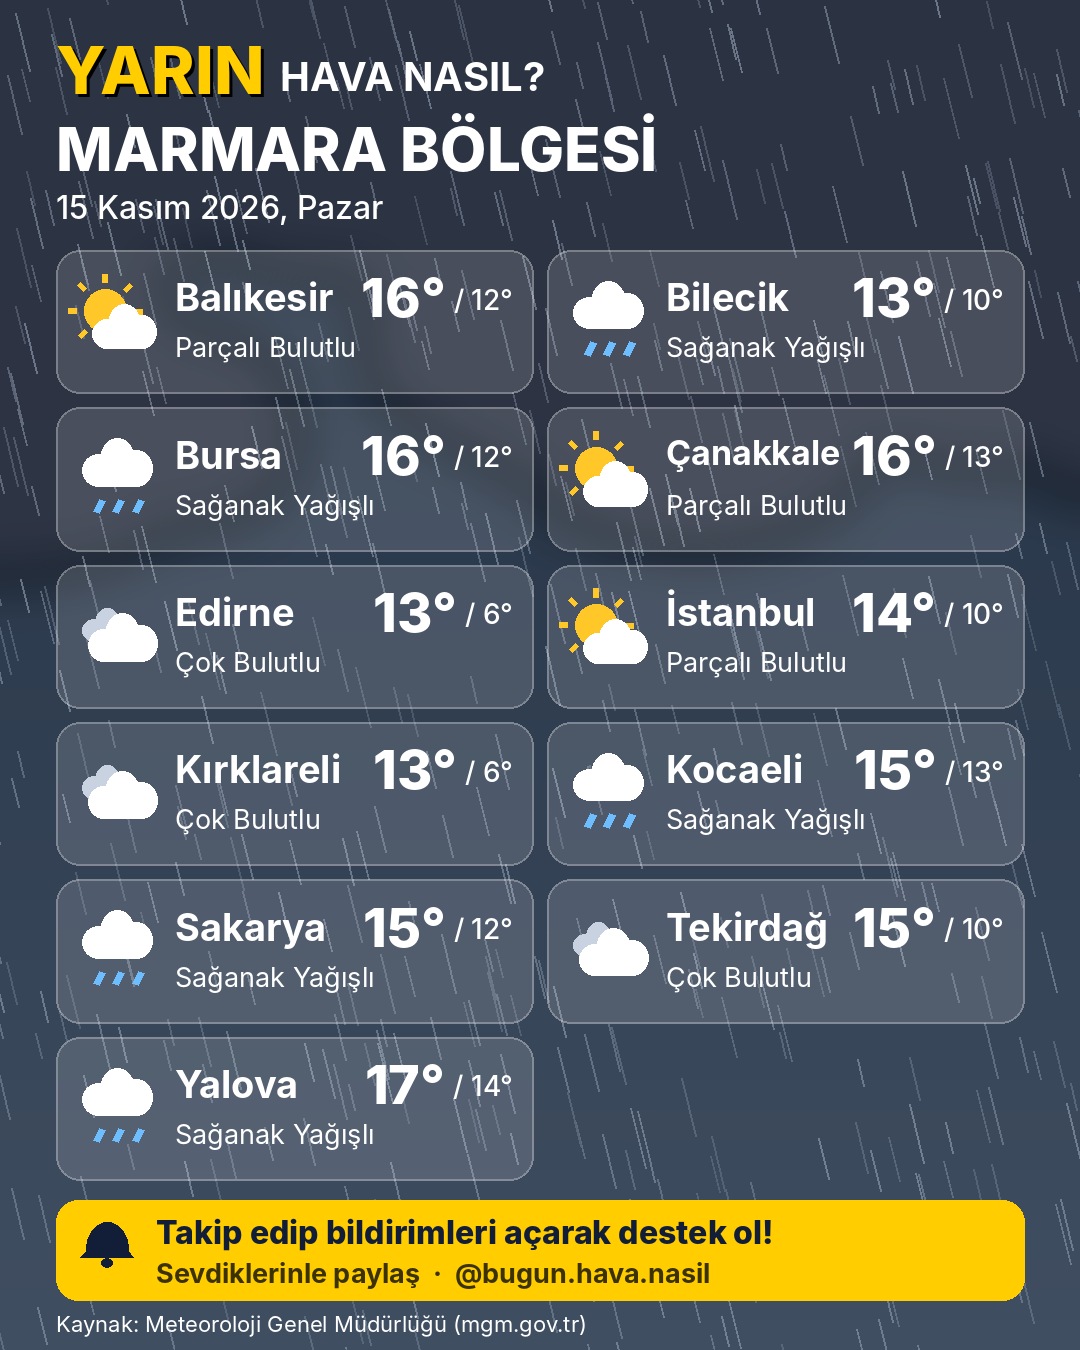 YARIN HAVA NASIL?
MARMARA BÖLGESİ
15 Kasım 2026, Pazar
Balıkesir 16° / 12°
Parçalı Bulutlu
Bilecik 13° / 10°
Sağanak Yağışlı
Bursa 16° / 12°
Sağanak Yağışlı
Çanakkale 16° / 13°
Parçalı Bulutlu
Edirne 13° / 6°
Çok Bulutlu
İstanbul 14° / 10°
Parçalı Bulutlu
Kırklareli 13° / 6°
Çok Bulutlu
Kocaeli 15° / 13°
Sağanak Yağışlı
Sakarya 15° / 12°
Sağanak Yağışlı
Tekirdağ 15° / 10°
Çok Bulutlu
Yalova 17° / 14°
Sağanak Yağışlı
Takip edip bildirimleri açarak destek ol!
Sevdiklerinle paylaş · @bugun.hava.nasil
Kaynak: Meteoroloji Genel Müdürlüğü (mgm.gov.tr)